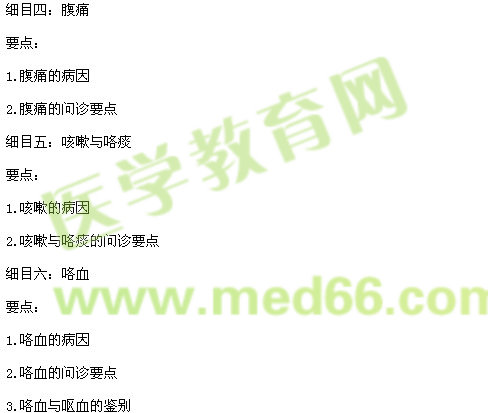 细目四：腹痛
要点：
1.腹痛的病因
2.腹痛的问诊要点
细目五：咳嗽与咯痰
要点：
1.咳嗽的病因
2.咳嗽与咯痰的问诊要点
细目六：咯血
要点：
1.咯血的病因
2.咯血的问诊要点
3.咯血与呕血的鉴别
医学教育网
www.med66.com